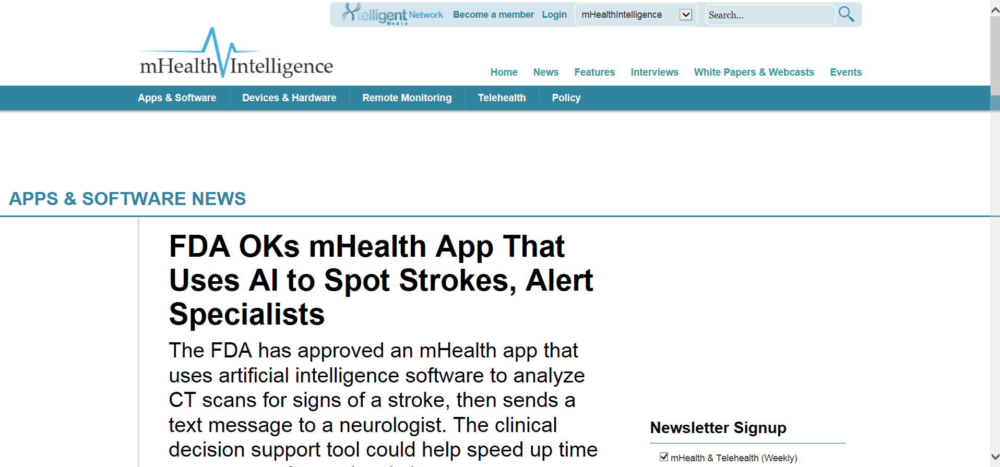 Xtelligent Media Network Become a member Login mHealthIntelligence Search...
mHealthIntelligence
Home News Features Interviews White Papers & Webcasts Events
Apps & Software Devices & Hardware Remote Monitoring Telehealth Policy
APPS & SOFTWARE NEWS
FDA OKs mHealth App That
Uses AI to Spot Strokes, Alert
Specialists
The FDA has approved an mHealth app that
uses artificial intelligence software to analyze
CT scans for signs of a stroke, then sends a
text message to a neurologist. The clinical
decision support tool could help speed up time
Newsletter Signup
mHealth & Telehealth (Weekly)